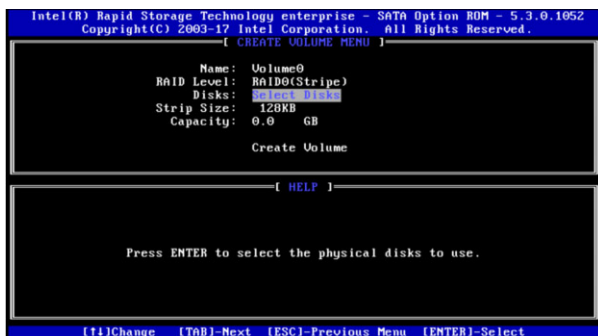 Intel(R) Rapid Storage Technology enterprise - SATA Option ROM - 5.3.0.1052
Copyright(C) 2003-17 Intel Corporation. All Rights Reserved.
[ CREATE VOLUME MENU ]
Name: Volume0
RAID Level: RAID0(Stripe)
Disks: Select Disks
Strip Size: 128KB
Capacity: 0.0 GB
Create Volume
[ HELP ]
Press ENTER to select the physical disks to use.
[↑↓]Change [TAB]-Next [ESC]-Previous Menu [ENTER]-Select